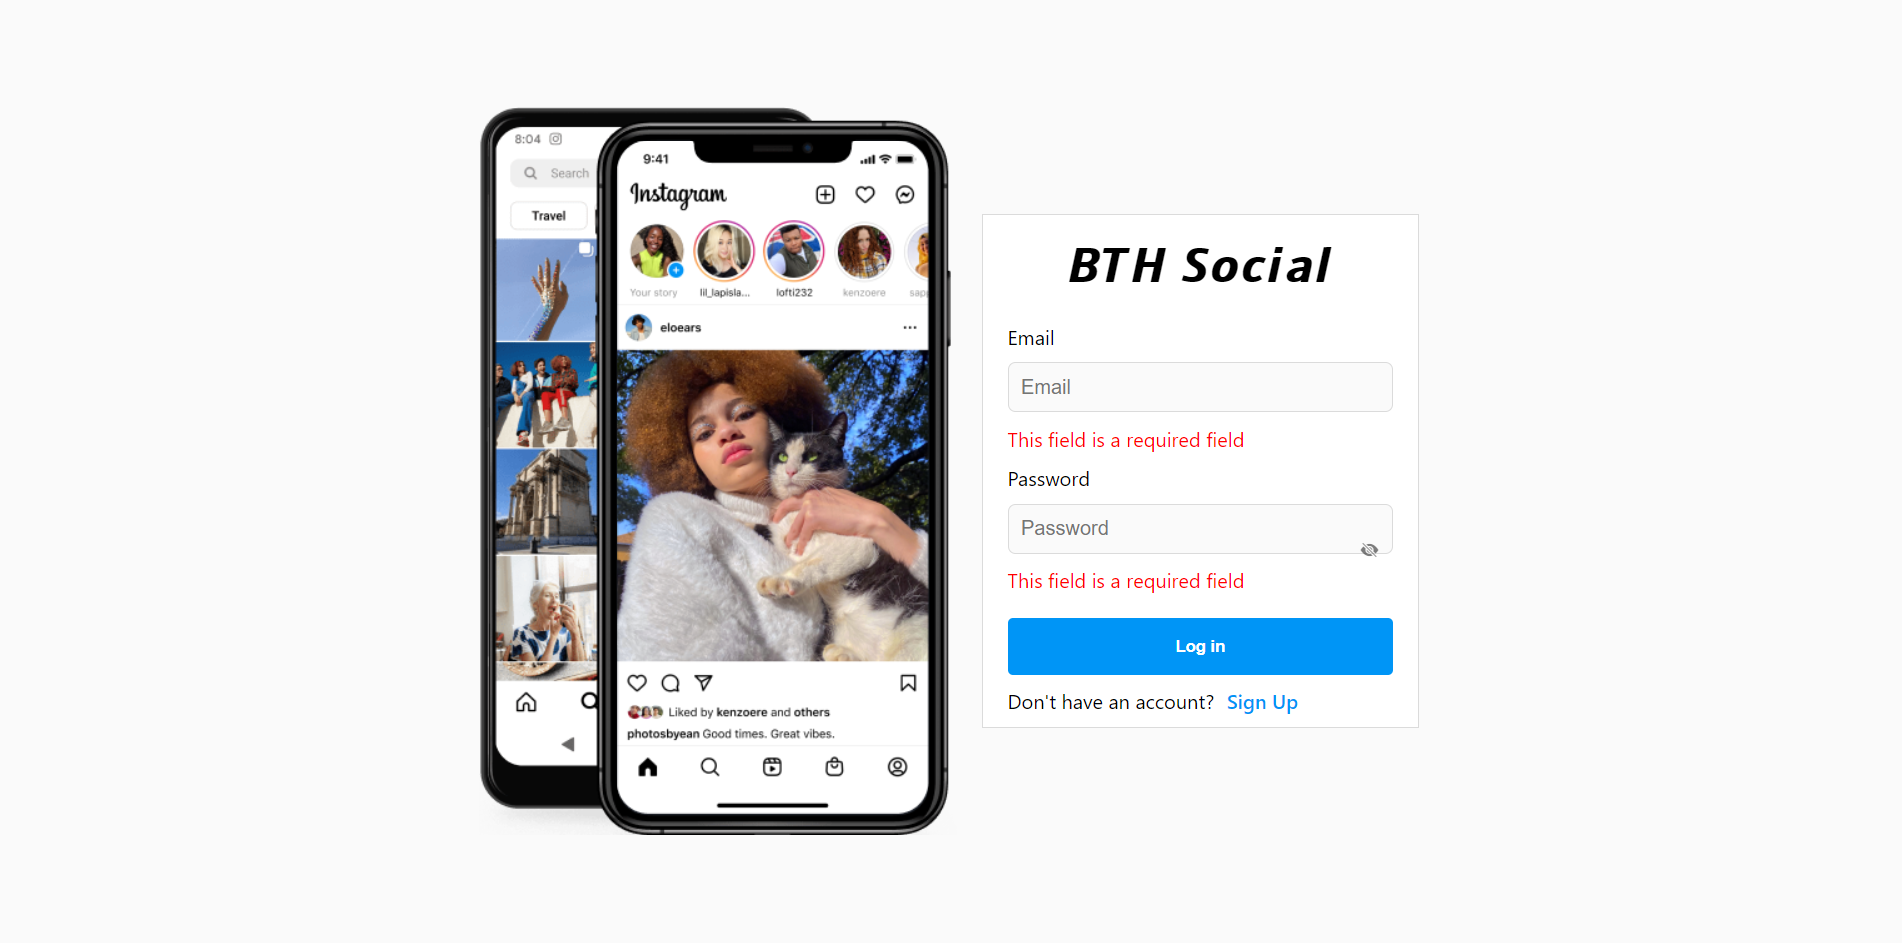 8:04
Search
Travel
9:41
Instagram
Your story
lil_lapisla...
lofti232
kenzoere
sap
eloears
Liked by kenzoere and others
photosbyean Good times. Great vibes.
BTH Social
Email
Email
This field is a required field
Password
Password
This field is a required field
Log in
Don't have an account? Sign Up